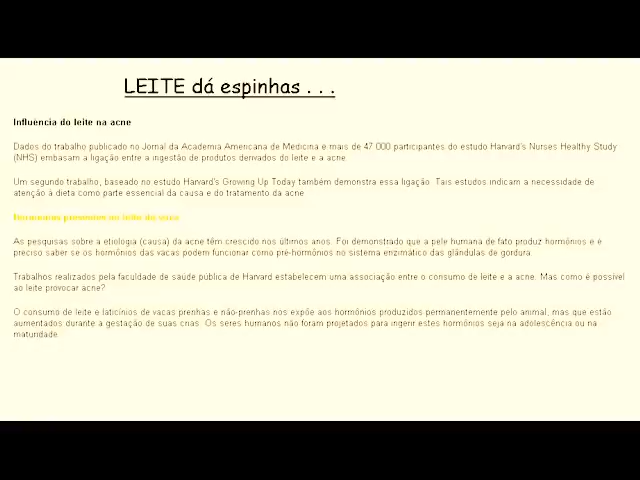 LEITE dá espinhas . . .
Influência do leite na acne
Dados do trabalho publicado no Jornal da Academia Americana de Medicina e mais de 47 000 participantes do estudo Harvard's Nurses Healthy Study
(NHS) embasam a ligação entre a ingestão de produtos derivados do leite e a acne
Um segundo trabalho, baseado no estudo Harvard's Growing Up Today também demonstra essa ligação. Tais estudos indicam a necessidade de
atenção à dieta como parte essencial da causa e do tratamento da acne
Hormônios presentes no leite de vaca
As pesquisas sobre a etiologia (causa) da acne têm crescido nos últimos anos. Foi demonstrado que a pele humana de fato produz hormônios e é
preciso saber se os hormônios das vacas podem funcionar como pré-hormônios no sistema enzimático das glândulas de gordura.
Trabalhos realizados pela faculdade de saúde pública de Harvard estabelecem uma associação entre o consumo de leite e a acne. Mas como é possível
ao leite provocar acne?
O consumo de leite e laticínios de vacas prenhas e não-prenhas nos expõe aos hormônios produzidos permanentemente pelo animal, mas que estão
aumentados durante a gestação de suas crias. Os seres humanos não foram projetados para ingerir estes hormônios seja na adolescência ou na
maturidade.